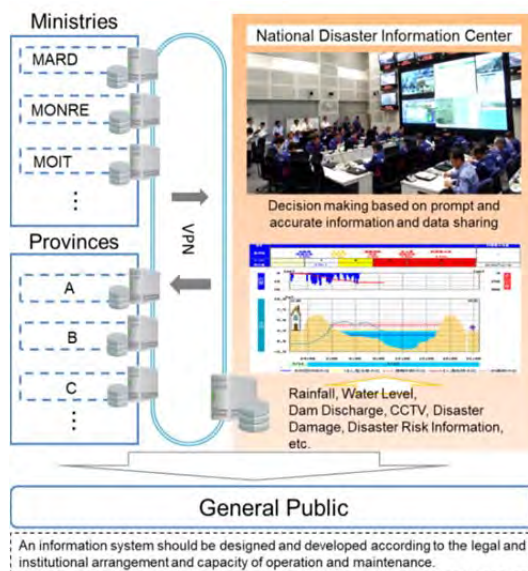 Ministries
MARD
MONRE
MOIT
Provinces
A
B
C
VPN
National Disaster Information Center
Decision making based on prompt and
accurate information and data sharing
Rainfall, Water Level,
Dam Discharge, CCTV, Disaster
Damage, Disaster Risk Information,
etc.
General Public
An information system should be designed and developed according to the legal and
institutional arrangement and capacity of operation and maintenance.